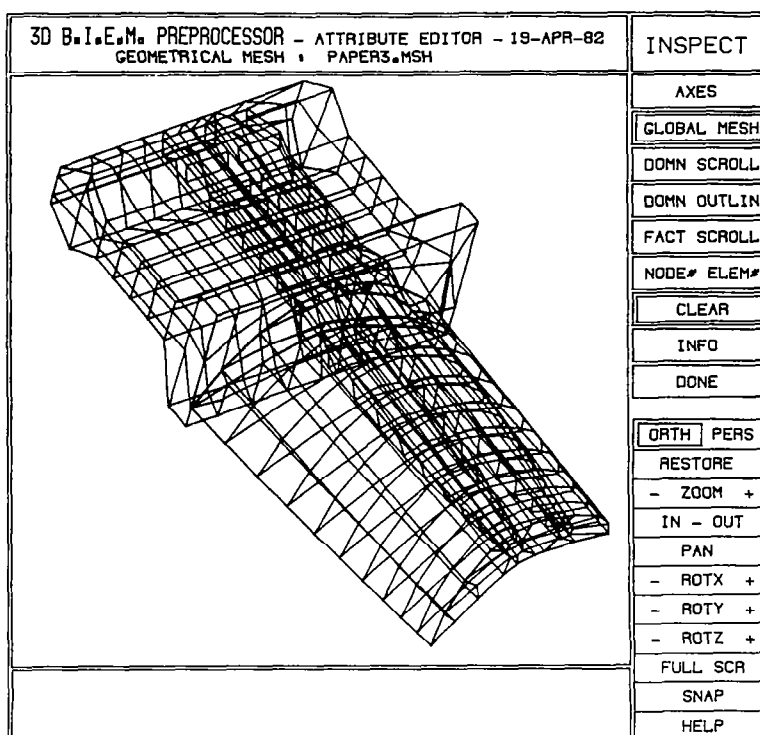 3D B.I.E.M. PREPROCESSOR - ATTRIBUTE EDITOR - 19-APR-82
GEOMETRICAL MESH : PAPER3.MSH
INSPECT
AXES
GLOBAL MESH
DOMN SCROLL
DOMN OUTLIN
FACT SCROLL
NODE# ELEM#
CLEAR
INFO
DONE
ORTH PERS
RESTORE
- ZOOM +
IN - OUT
PAN
- ROTX +
- ROTY +
- ROTZ +
FULL SCR
SNAP
HELP